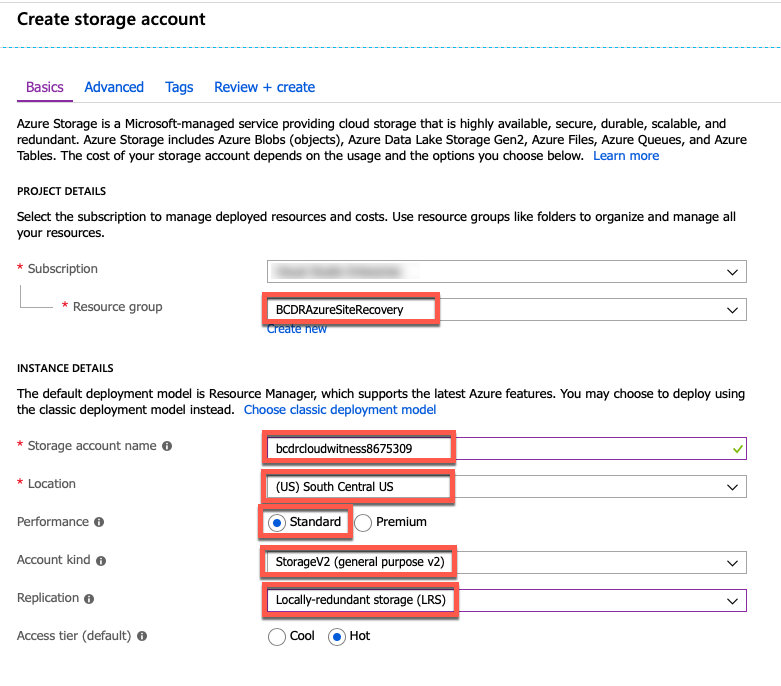 Create storage account
Basics Advanced Tags Review + create
Azure Storage is a Microsoft-managed service providing cloud storage that is highly available, secure, durable, scalable, and
redundant. Azure Storage includes Azure Blobs (objects), Azure Data Lake Storage Gen2, Azure Files, Azure Queues, and Azure
Tables. The cost of your storage account depends on the usage and the options you choose below. Learn more
PROJECT DETAILS
Select the subscription to manage deployed resources and costs. Use resource groups like folders to organize and manage all
your resources.
* Subscription
* Resource group BCDRAzureSiteRecovery
Create new
INSTANCE DETAILS
The default deployment model is Resource Manager, which supports the latest Azure features. You may choose to deploy using
the classic deployment model instead. Choose classic deployment model
* Storage account name bcdrcloudwitness8675309
* Location (US) South Central US
Performance Standard Premium
Account kind StorageV2 (general purpose v2)
Replication Locally-redundant storage (LRS)
Access tier (default) Cool Hot